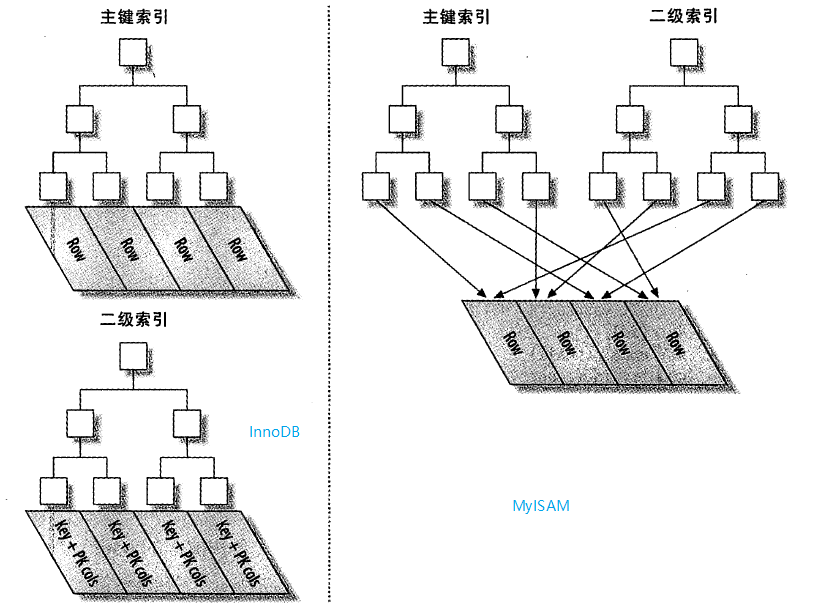 主键索引
Row
Row
Row
Row
二级索引
InnoDB
Key + PK cols
Key + PK cols
Key + PK cols
Key + PK cols
主键索引
二级索引
Row
Row
Row
Row
MyISAM